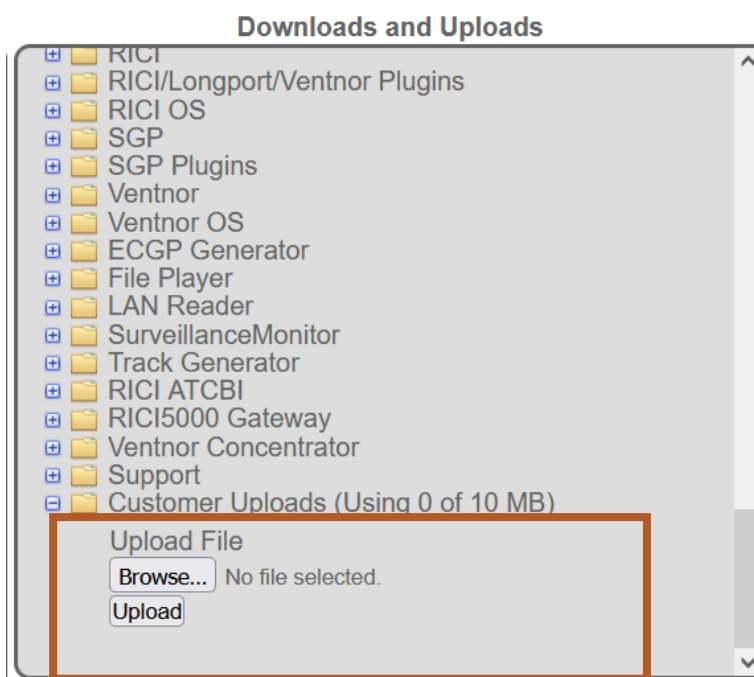 Downloads and Uploads
RICI
RICI/Longport/Ventnor Plugins
RICI OS
SGP
SGP Plugins
Ventnor
Ventnor OS
ECGP Generator
File Player
LAN Reader
SurveillanceMonitor
Track Generator
RICI ATCBI
RICI5000 Gateway
Ventnor Concentrator
Support
Customer Uploads (Using 0 of 10 MB)
Upload File
Browse... No file selected.
Upload